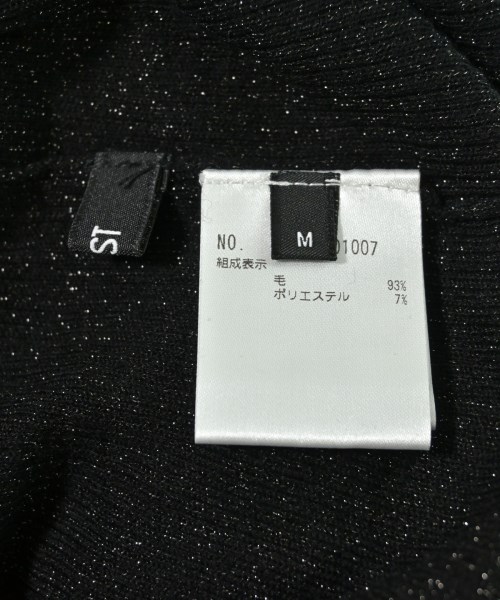 ST
M
NO. 01007
組成表示
毛 93%
ポリエステル 7%